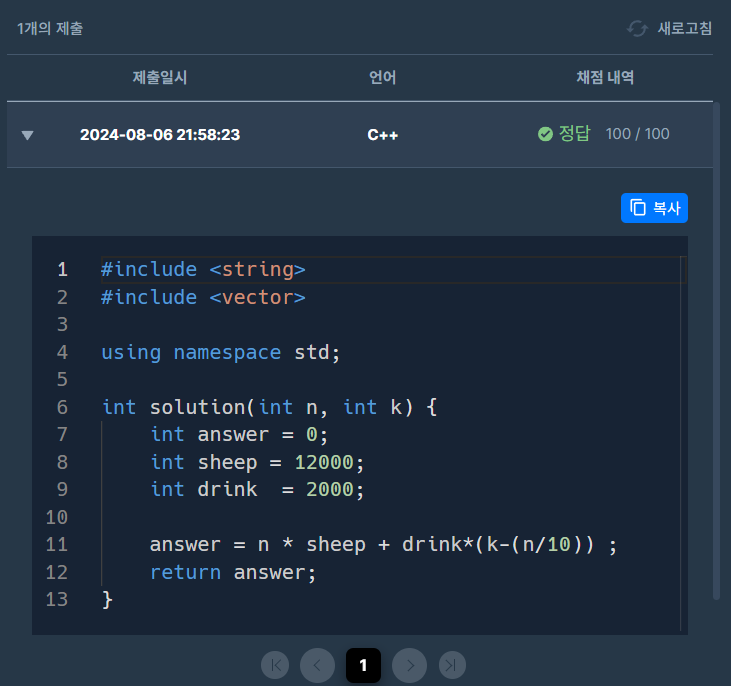 1개의 제출 새로고침
제출일시 언어 채점 내역
2024-08-06 21:58:23 C++ 정답 100 / 100
복사
1 #include <string>
2 #include <vector>
3
4 using namespace std;
5
6 int solution(int n, int k) {
7     int answer = 0;
8     int sheep = 12000;
9     int drink  = 2000;
10
11     answer = n * sheep + drink*(k-(n/10)) ;
12     return answer;
13 }
1